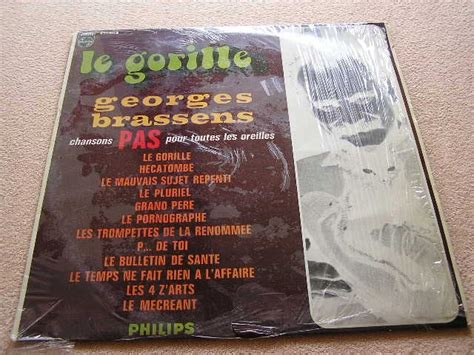 le gorille
georges
brassens
chansons PAS pour toutes les oreilles
LE GORILLE
HECATOMBE
LE MAUVAIS SUJET REPENTI
LE PLURIEL
GRAND PERE
LE PORNOGRAPHE
LES TROMPETTES DE LA RENOMMEE
P... DE TOI
LE BULLETIN DE SANTE
LE TEMPS NE FAIT RIEN A L'AFFAIRE
LES 4 Z'ARTS
LE MECREANT
PHILIPS